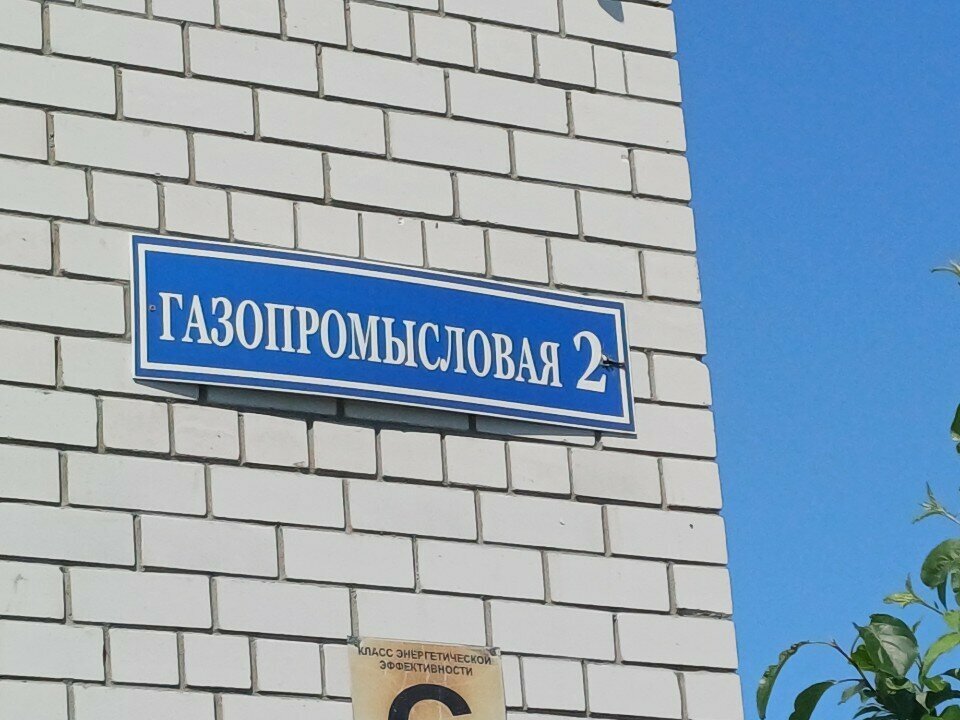 ГАЗОПРОМЫСЛОВАЯ 2
КЛАСС ЭНЕРГЕТИЧЕСКОЙ
ЭФФЕКТИВНОСТИ
C